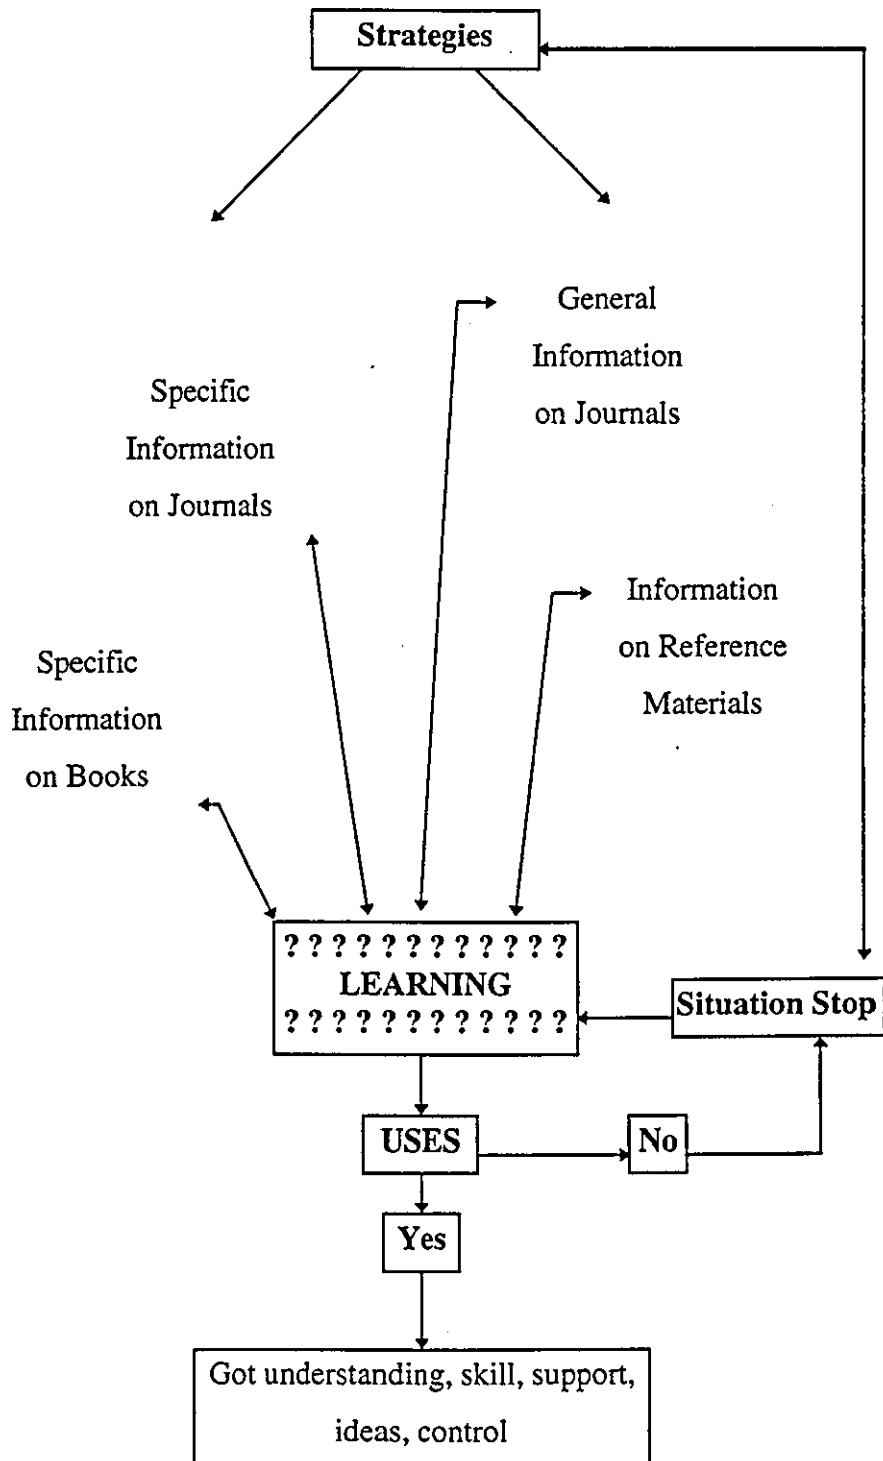 Strategies
General
Information
on Journals
Specific
Information
on Journals
Information
on Reference
Materials
Specific
Information
on Books
? ? ? ? ? ? ? ? ? ? ? ?
LEARNING
? ? ? ? ? ? ? ? ? ? ? ?
Situation Stop
USES
No
Yes
Got understanding, skill, support,
ideas, control